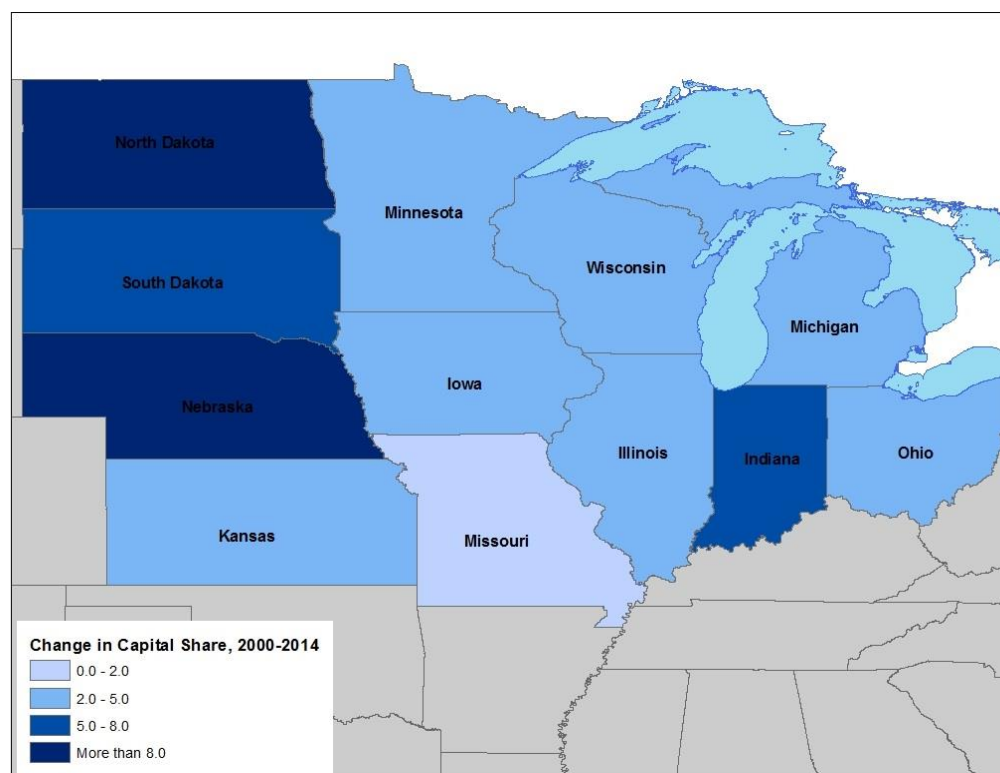 North Dakota
Minnesota
South Dakota
Wisconsin
Michigan
Iowa
Nebraska
Illinois
Indiana
Ohio
Kansas
Missouri
Change in Capital Share, 2000-2014
0.0 - 2.0
2.0 - 5.0
5.0 - 8.0
More than 8.0